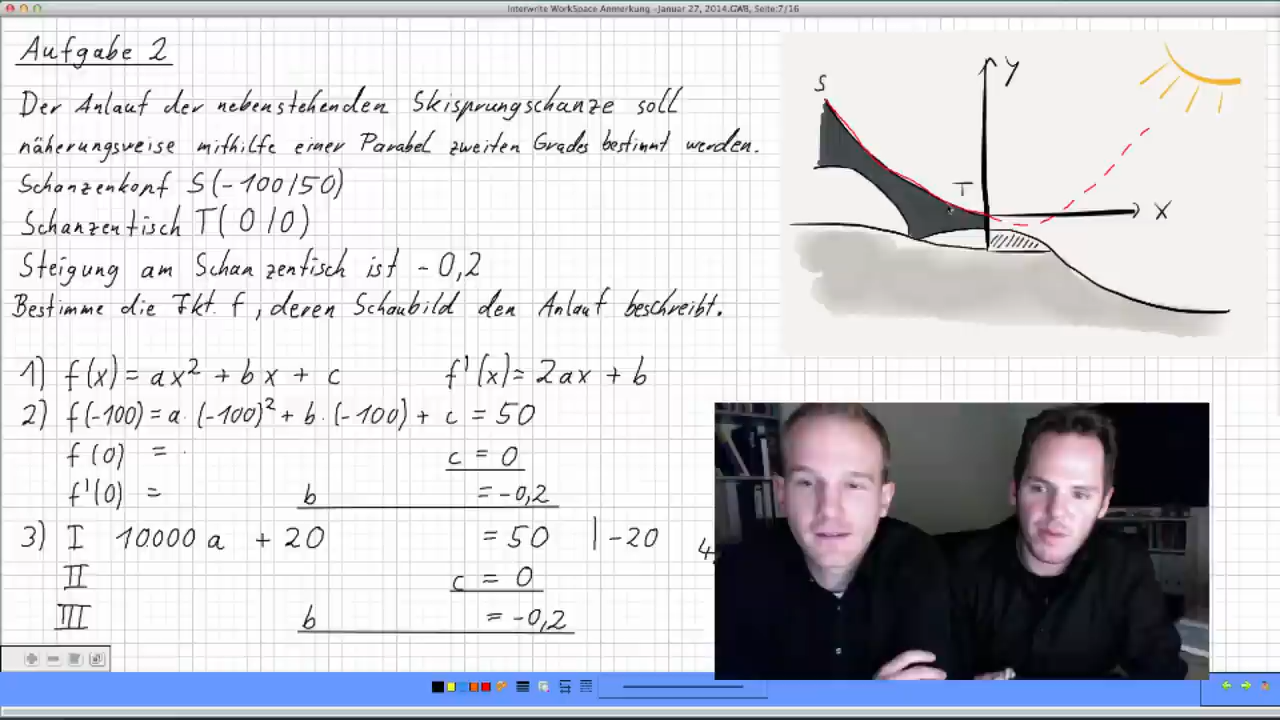 Interwrite WorkSpace Anmerkung -Januar 27, 2014.GWB, Seite:7/16
Aufgabe 2
Der Anlauf der nebenstehenden Skisprungschanze soll
näherungsweise mithilfe einer Parabel zweiten Grades bestimmt werden.
Schanzenkopf S(-100/50)
Schanzentisch T(0/0)
Steigung am Schanzentisch ist -0,2
Bestimme die Fkt. f, deren Schaubild den Anlauf beschreibt.
S
y
T
x
1) f(x) = ax² + bx + c f'(x) = 2ax + b
2) f(-100) = a·(-100)² + b·(-100) + c = 50
f(0) = c = 0
f'(0) = b = -0,2
3) I 10000a + 20 = 50 |-20
II c = 0
III b = -0,2
4